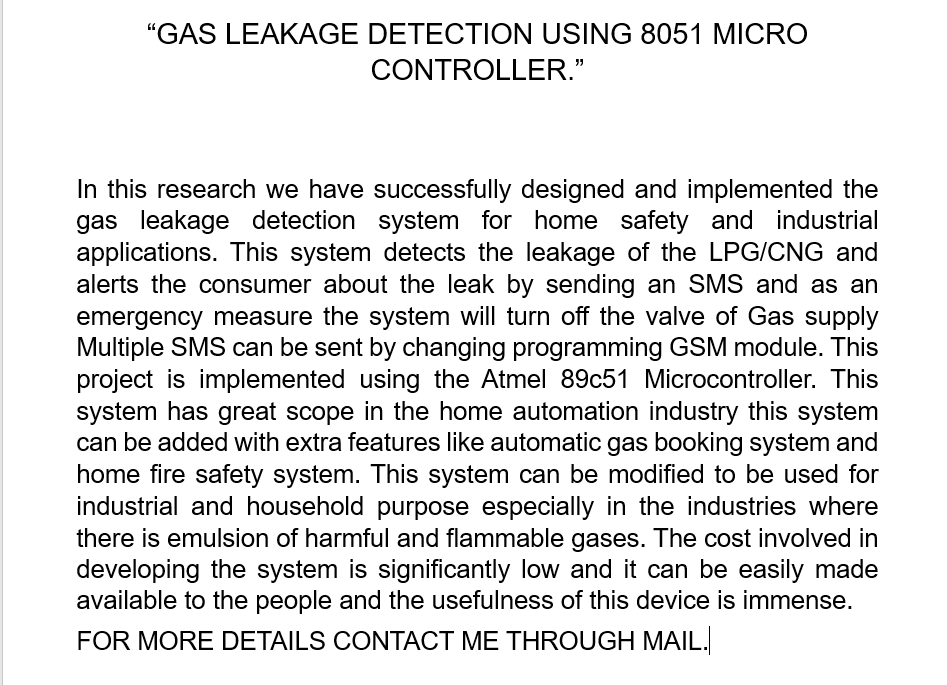 “GAS LEAKAGE DETECTION USING 8051 MICRO
CONTROLLER.”
In this research we have successfully designed and implemented the
gas leakage detection system for home safety and industrial
applications. This system detects the leakage of the LPG/CNG and
alerts the consumer about the leak by sending an SMS and as an
emergency measure the system will turn off the valve of Gas supply
Multiple SMS can be sent by changing programming GSM module. This
project is implemented using the Atmel 89c51 Microcontroller. This
system has great scope in the home automation industry this system
can be added with extra features like automatic gas booking system and
home fire safety system. This system can be modified to be used for
industrial and household purpose especially in the industries where
there is emulsion of harmful and flammable gases. The cost involved in
developing the system is significantly low and it can be easily made
available to the people and the usefulness of this device is immense.
FOR MORE DETAILS CONTACT ME THROUGH MAIL.